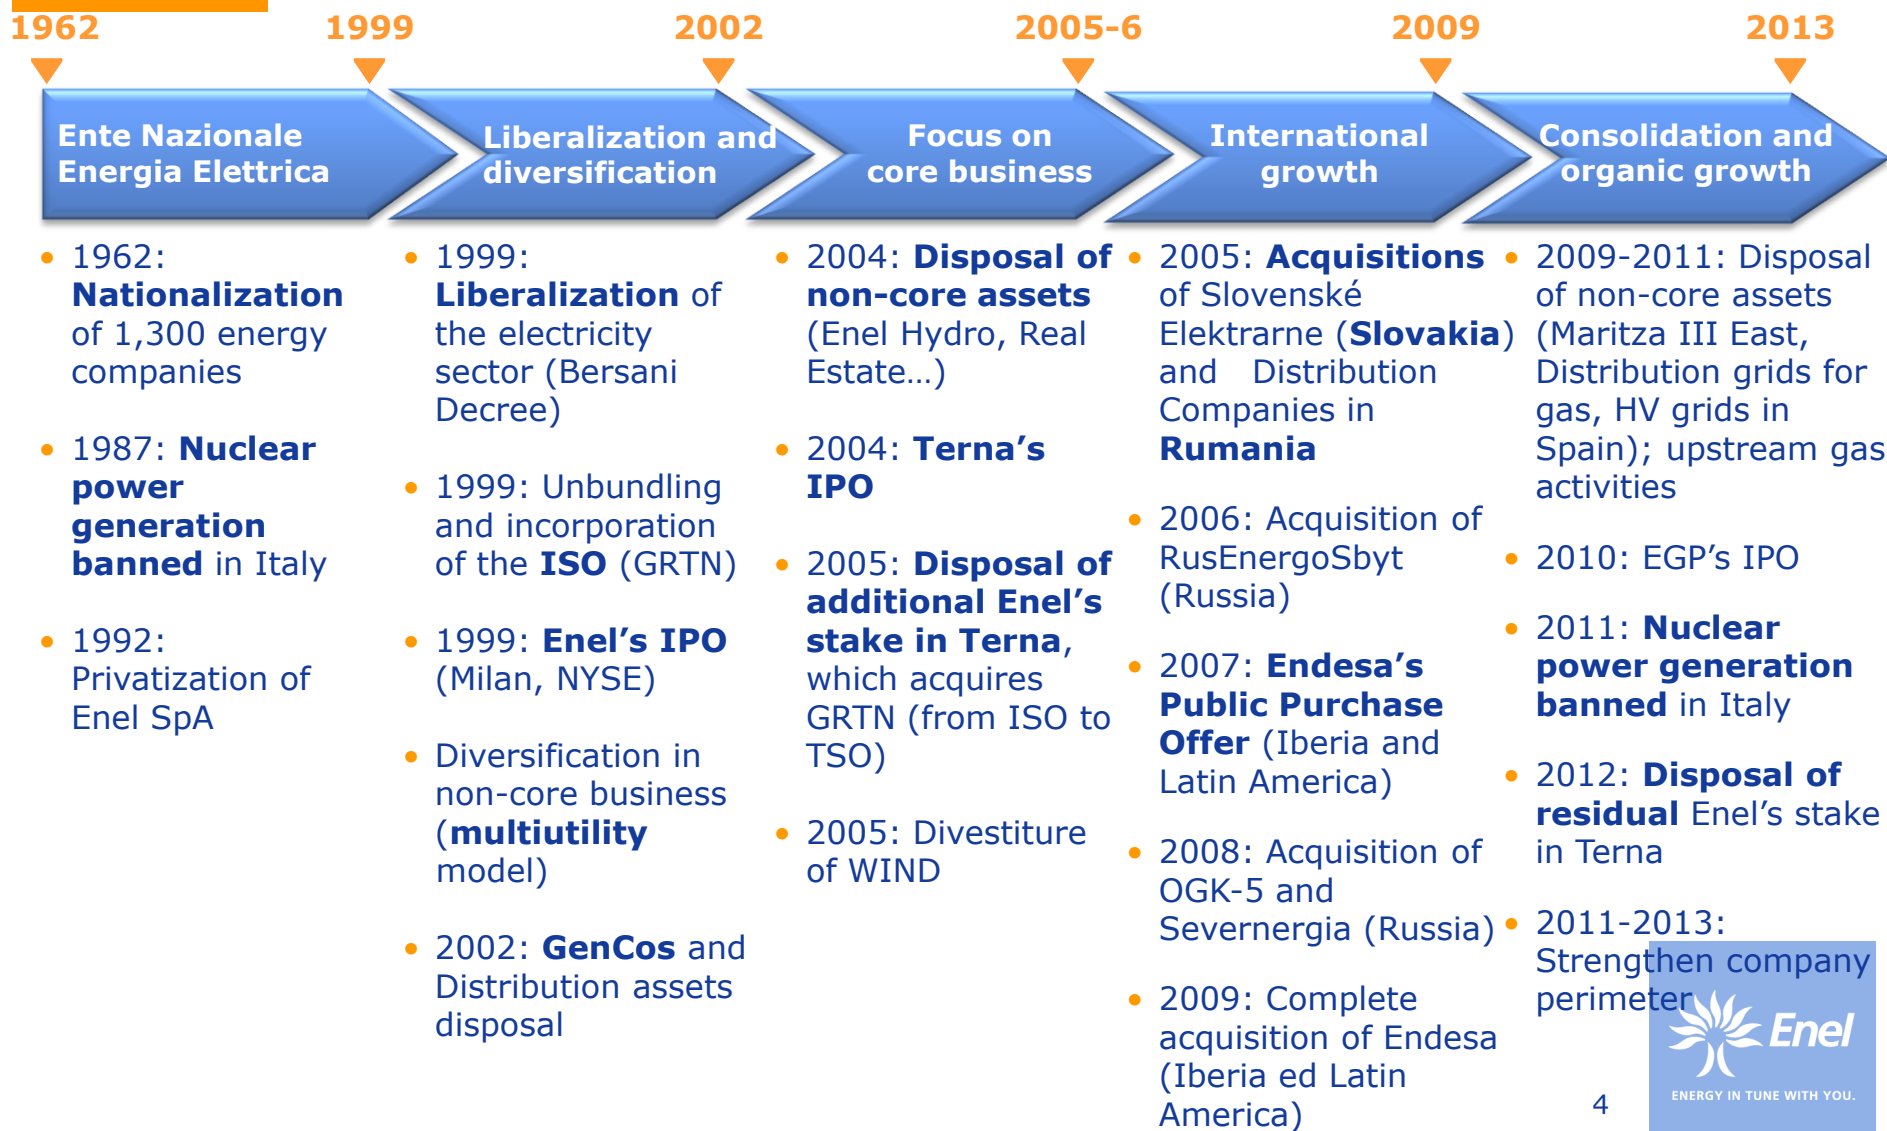 1962
1999
2002
2005-6
2009
2013
Ente Nazionale
Energia Elettrica
Liberalization and
diversification
Focus on
core business
International
growth
Consolidation and
organic growth
• 1962:
Nationalization
of 1,300 energy
companies
• 1987: Nuclear
power
generation
banned in Italy
• 1992:
Privatization of
Enel SpA
• 1999:
Liberalization of
the electricity
sector (Bersani
Decree)
• 1999: Unbundling
and incorporation
of the ISO (GRTN)
• 1999: Enel’s IPO
(Milan, NYSE)
• Diversification in
non-core business
(multiutility
model)
• 2002: GenCos and
Distribution assets
disposal
• 2004: Disposal of
non-core assets
(Enel Hydro, Real
Estate…)
• 2004: Terna’s
IPO
• 2005: Disposal of
additional Enel’s
stake in Terna,
which acquires
GRTN (from ISO to
TSO)
• 2005: Divestiture
of WIND
• 2005: Acquisitions
of Slovenské
Elektrarne (Slovakia)
and Distribution
Companies in
Rumania
• 2006: Acquisition of
RusEnergoSbyt
(Russia)
• 2007: Endesa’s
Public Purchase
Offer (Iberia and
Latin America)
• 2008: Acquisition of
OGK-5 and
Severnergia (Russia)
• 2009: Complete
acquisition of Endesa
(Iberia ed Latin
America)
• 2009-2011: Disposal
of non-core assets
(Maritza III East,
Distribution grids for
gas, HV grids in
Spain); upstream gas
activities
• 2010: EGP’s IPO
• 2011: Nuclear
power generation
banned in Italy
• 2012: Disposal of
residual Enel’s stake
in Terna
• 2011-2013:
Strengthen company
perimeter
Enel
ENERGY IN TUNE WITH YOU.
4